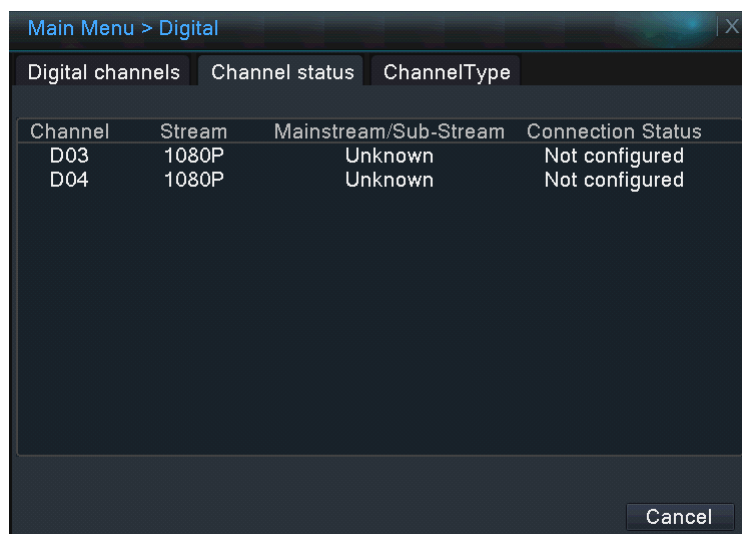 Main Menu > Digital X
Digital channels Channel status ChannelType
Channel Stream Mainstream/Sub-Stream Connection Status
D03 1080P Unknown Not configured
D04 1080P Unknown Not configured
Cancel